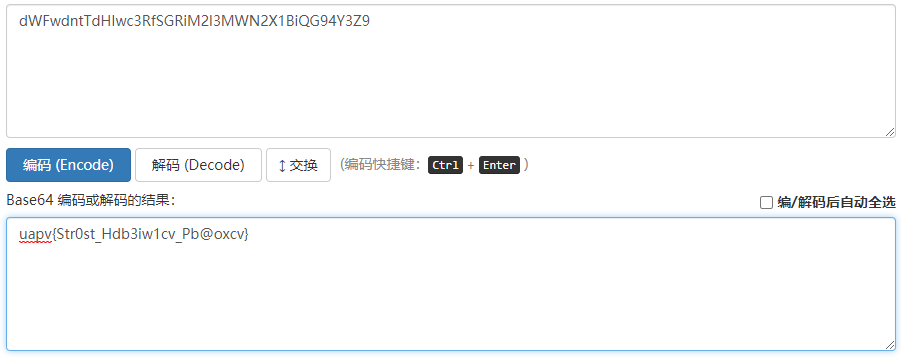 dWFwdntTdHIwc3RfSGRiM2l3MWN2X1BiQG94Y3Z9
编码 (Encode) 解码 (Decode) ↕ 交换 (编码快捷键: Ctrl + Enter )
Base64 编码或解码的结果: 编/解码后自动全选
uapv{Str0st_Hdb3iw1cv_Pb@oxcv}